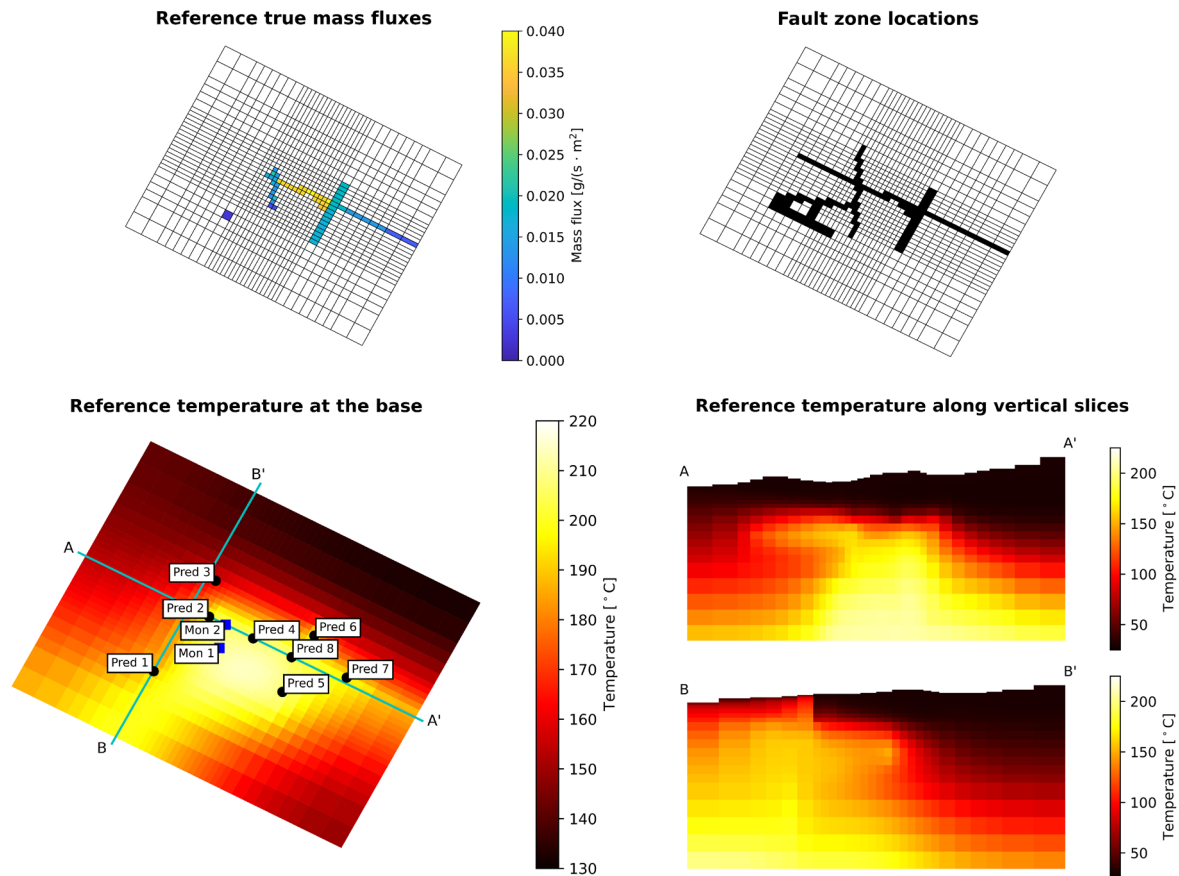 Reference true mass fluxes
0.040
0.035
0.030
0.025
0.020
0.015
0.010
0.005
0.000
Mass flux [g/(s · m²]
Fault zone locations
Reference temperature at the base
A
B'
Pred 3
Pred 2
Mon 2
Mon 1
Pred 1
Pred 4
Pred 6
Pred 8
Pred 7
Pred 5
A'
B
220
210
200
190
180
170
160
150
140
130
Temperature [°C]
Reference temperature along vertical slices
A
A'
200
150
100
50
Temperature [°C]
B
B'
200
150
100
50
Temperature [°C]